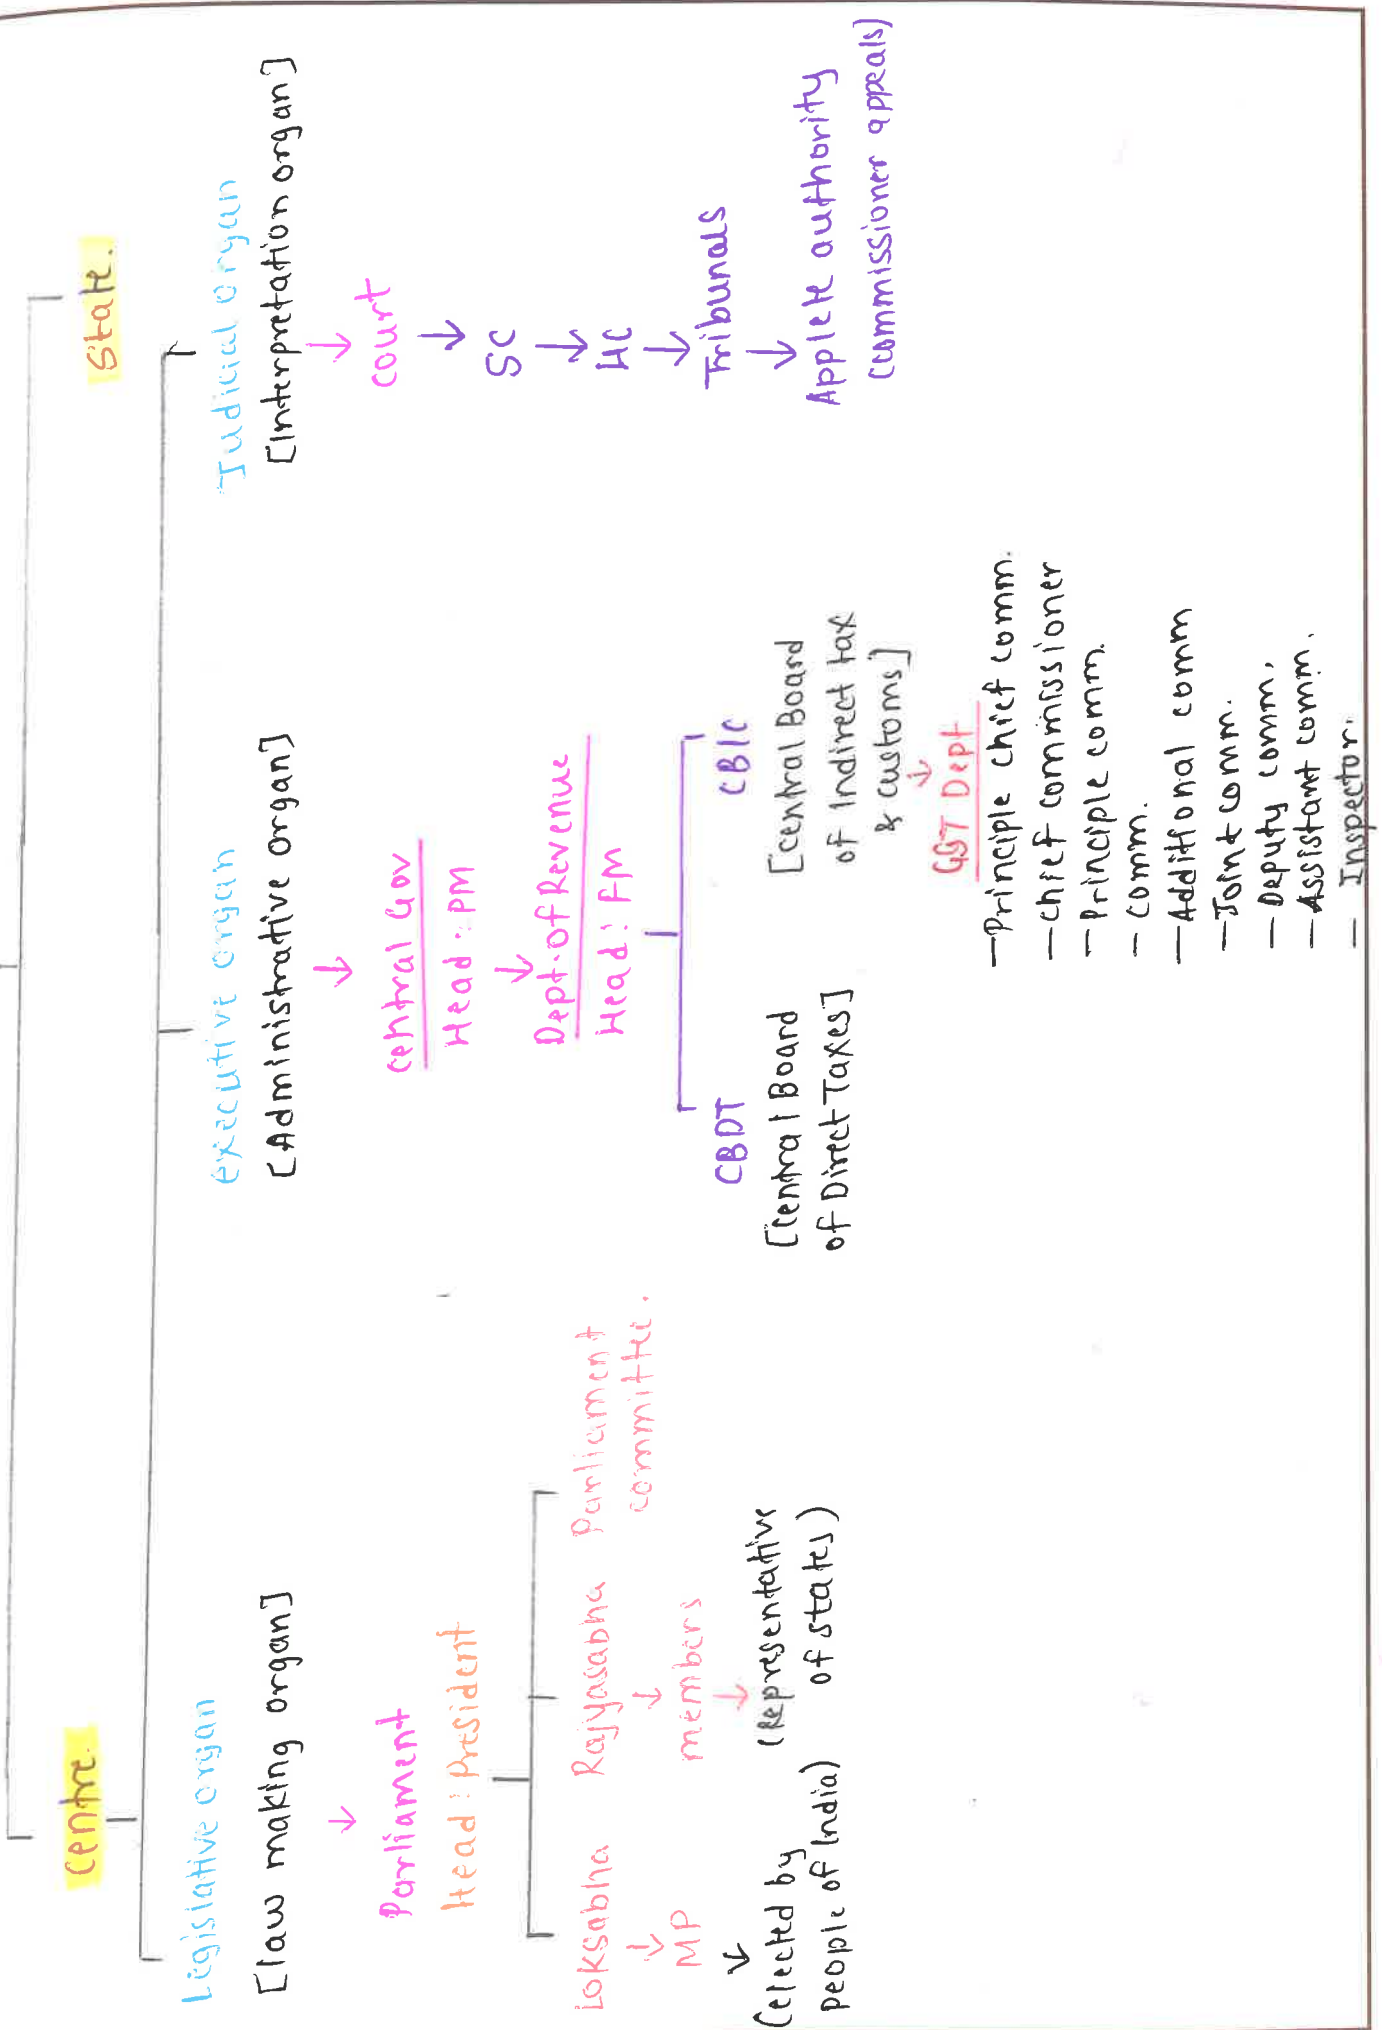 Centre.
State.
Legislative organ
[law making organ]
Parliament
Head : President
Loksabha
MP
(elected by
people of India)
Rajyasabha
members
(Representative
of states)
Parliament
committee.
executive organ
[Administrative organ]
central Gov
Head : PM
Dept. of Revenue
Head : FM
CBDT
[Central Board
of Direct Taxes]
CBIC
[central Board
of Indirect tax
& customs]
GST Dept
- Principle chief comm.
- chief commissioner
- Principle comm.
- comm.
- Additional comm
- Joint comm.
- Deputy comm.
- Assistant comm.
- Inspector.
Judicial organ
[Interpretation organ]
court
SC
HC
Tribunals
Applete authority
(commissioner appeals)